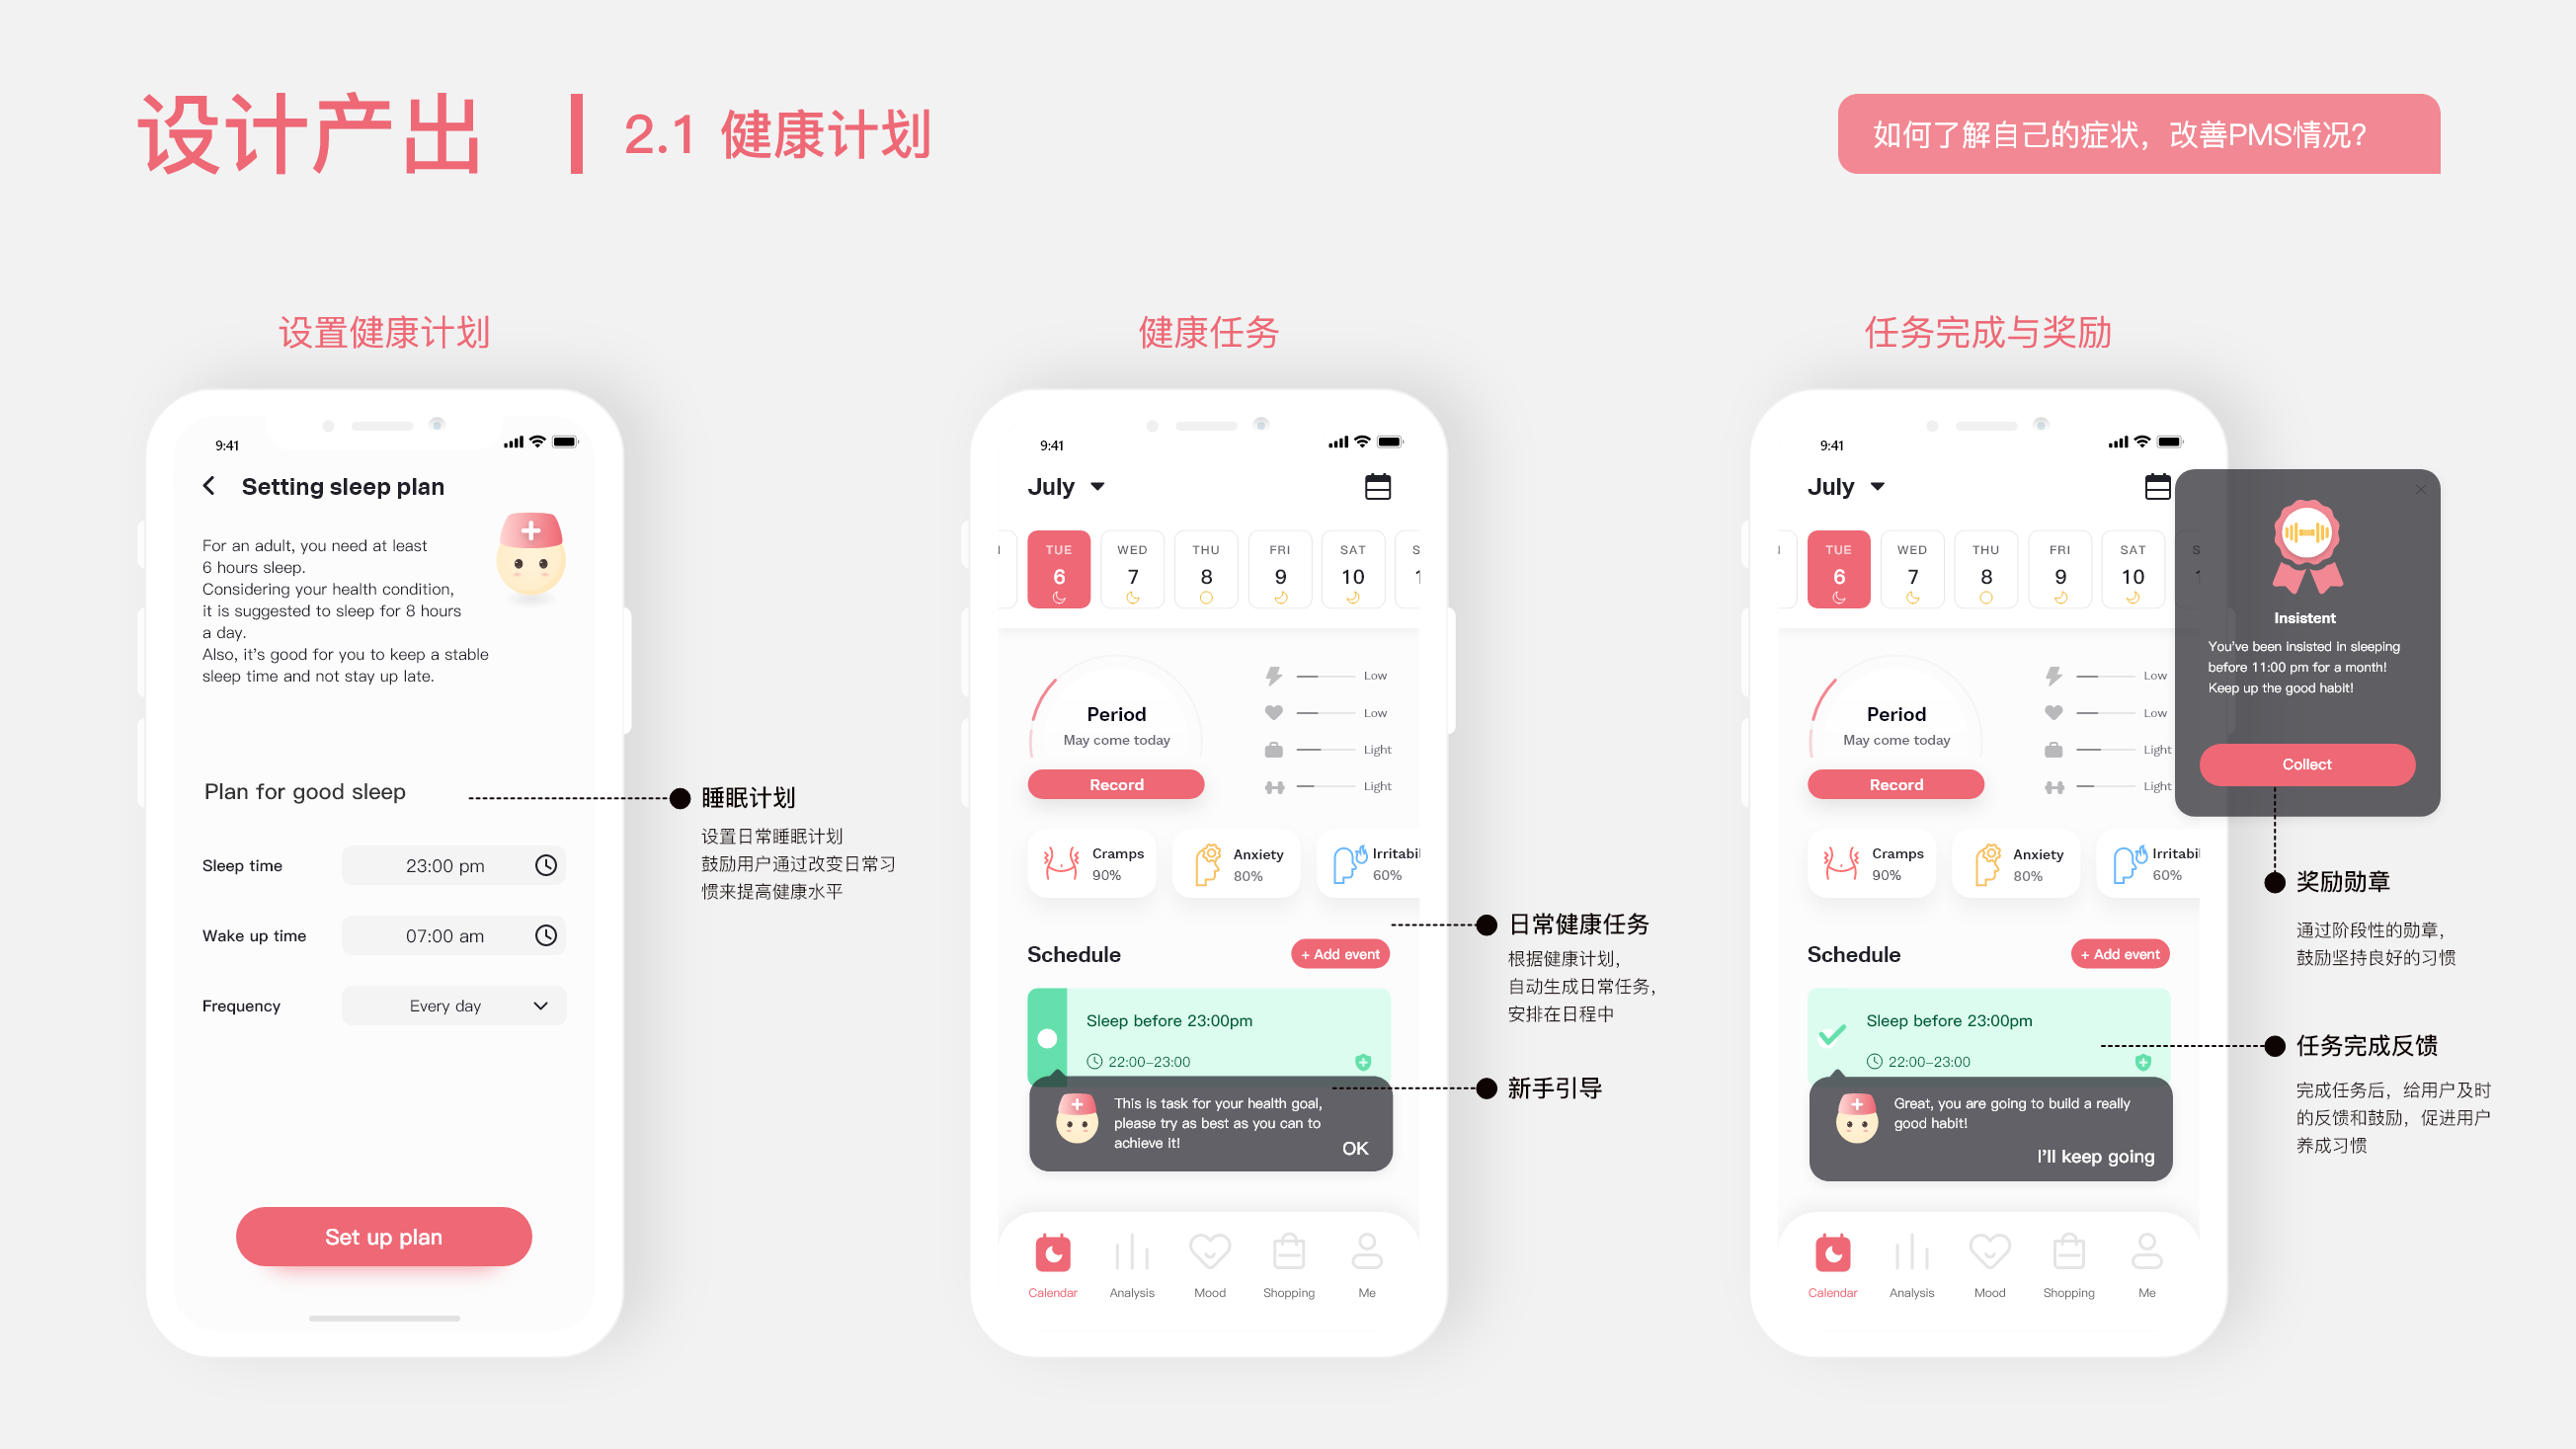 设计产出
2.1 健康计划
如何了解自己的症状，改善PMS情况？
设置健康计划
9:41
Setting sleep plan
For an adult, you need at least
6 hours sleep.
Considering your health condition,
it is suggested to sleep for 8 hours
a day.
Also, it's good for you to keep a stable
sleep time and not stay up late.
Plan for good sleep
Sleep time
23:00 pm
Wake up time
07:00 am
Frequency
Every day
Set up plan
睡眠计划
设置日常睡眠计划
鼓励用户通过改变日常习
惯来提高健康水平
健康任务
9:41
July
TUE
6
WED
7
THU
8
FRI
9
SAT
10
S
1
Period
May come today
Record
Low
Low
Light
Light
Cramps
90%
Anxiety
80%
Irritabil
60%
Schedule
+ Add event
Sleep before 23:00pm
22:00–23:00
This is task for your health goal,
please try as best as you can to
achieve it!
OK
Calendar
Analysis
Mood
Shopping
Me
日常健康任务
根据健康计划，
自动生成日常任务，
安排在日程中
新手引导
任务完成与奖励
9:41
July
TUE
6
WED
7
THU
8
FRI
9
SAT
10
S
1
Period
May come today
Record
Low
Low
Light
Light
Cramps
90%
Anxiety
80%
Irritabil
60%
Schedule
+ Add event
Sleep before 23:00pm
22:00–23:00
Great, you are going to build a really
good habit!
I'll keep going
Calendar
Analysis
Mood
Shopping
Me
Insistent
You've been insisted in sleeping
before 11:00 pm for a month!
Keep up the good habit!
Collect
奖励勋章
通过阶段性的勋章，
鼓励坚持良好的习惯
任务完成反馈
完成任务后，给用户及时
的反馈和鼓励，促进用户
养成习惯